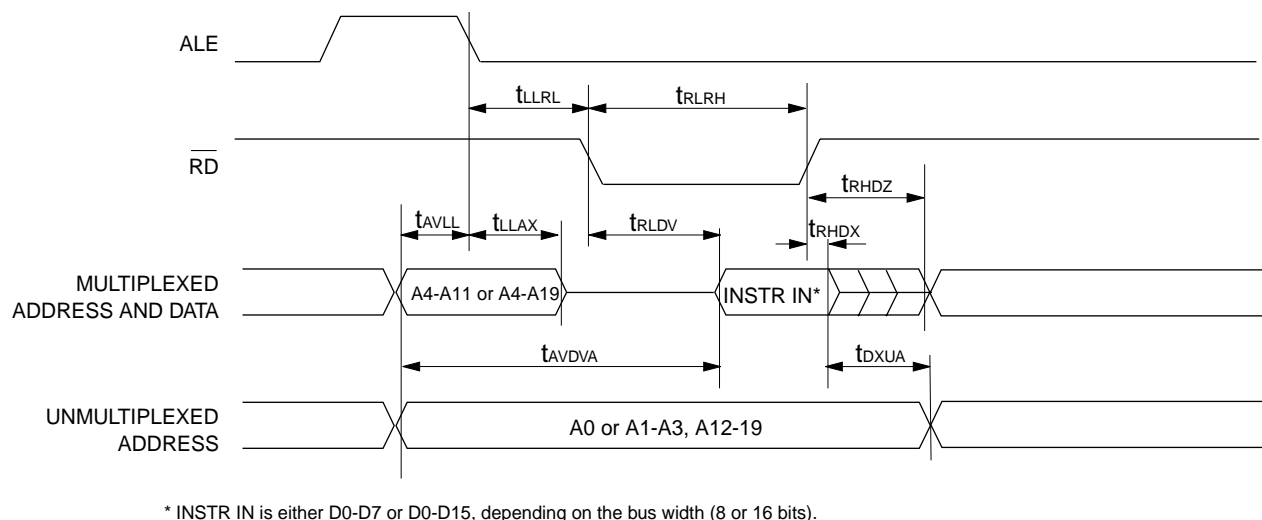 ALE
tLLRL
tRLRH
RD
tRHDZ
tAVLL
tLLAX
tRLDV
tRHDX
MULTIPLEXED
ADDRESS AND DATA
A4-A11 or A4-A19
INSTR IN*
tAVDVA
tDXUA
UNMULTIPLEXED
ADDRESS
A0 or A1-A3, A12-19
* INSTR IN is either D0-D7 or D0-D15, depending on the bus width (8 or 16 bits).